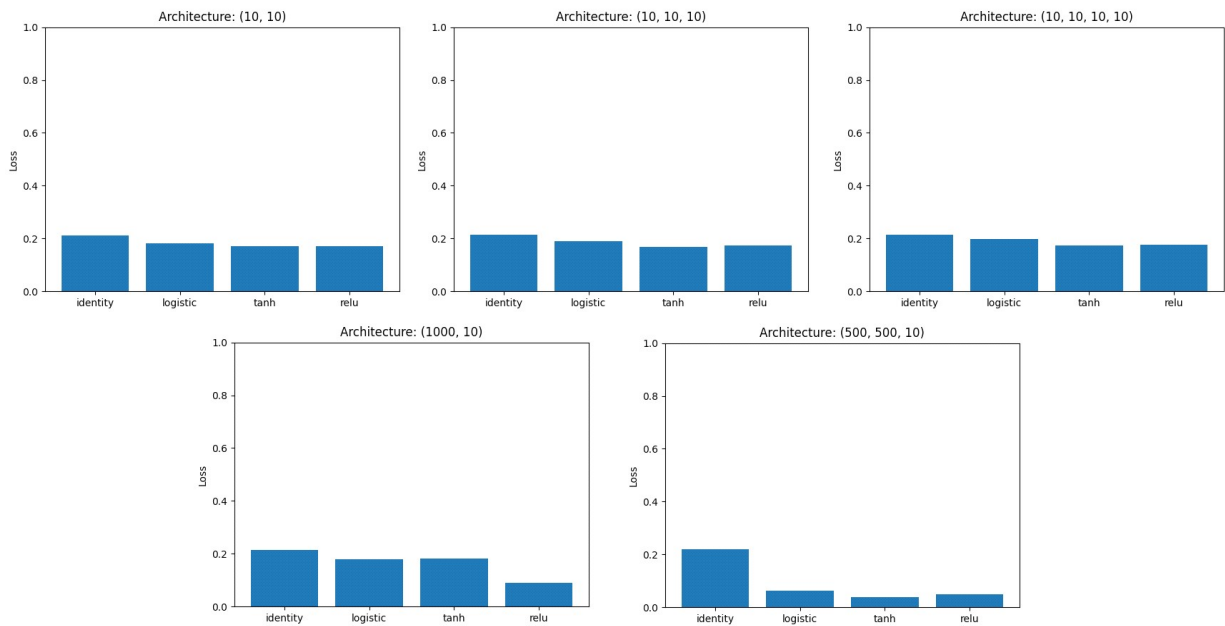 Architecture: (10, 10)
1.0
0.8
0.6
0.4
0.2
0.0
Loss
identity logistic tanh relu
Architecture: (10, 10, 10)
1.0
0.8
0.6
0.4
0.2
0.0
Loss
identity logistic tanh relu
Architecture: (10, 10, 10, 10)
1.0
0.8
0.6
0.4
0.2
0.0
Loss
identity logistic tanh relu
Architecture: (1000, 10)
1.0
0.8
0.6
0.4
0.2
0.0
Loss
identity logistic tanh relu
Architecture: (500, 500, 10)
1.0
0.8
0.6
0.4
0.2
0.0
Loss
identity logistic tanh relu